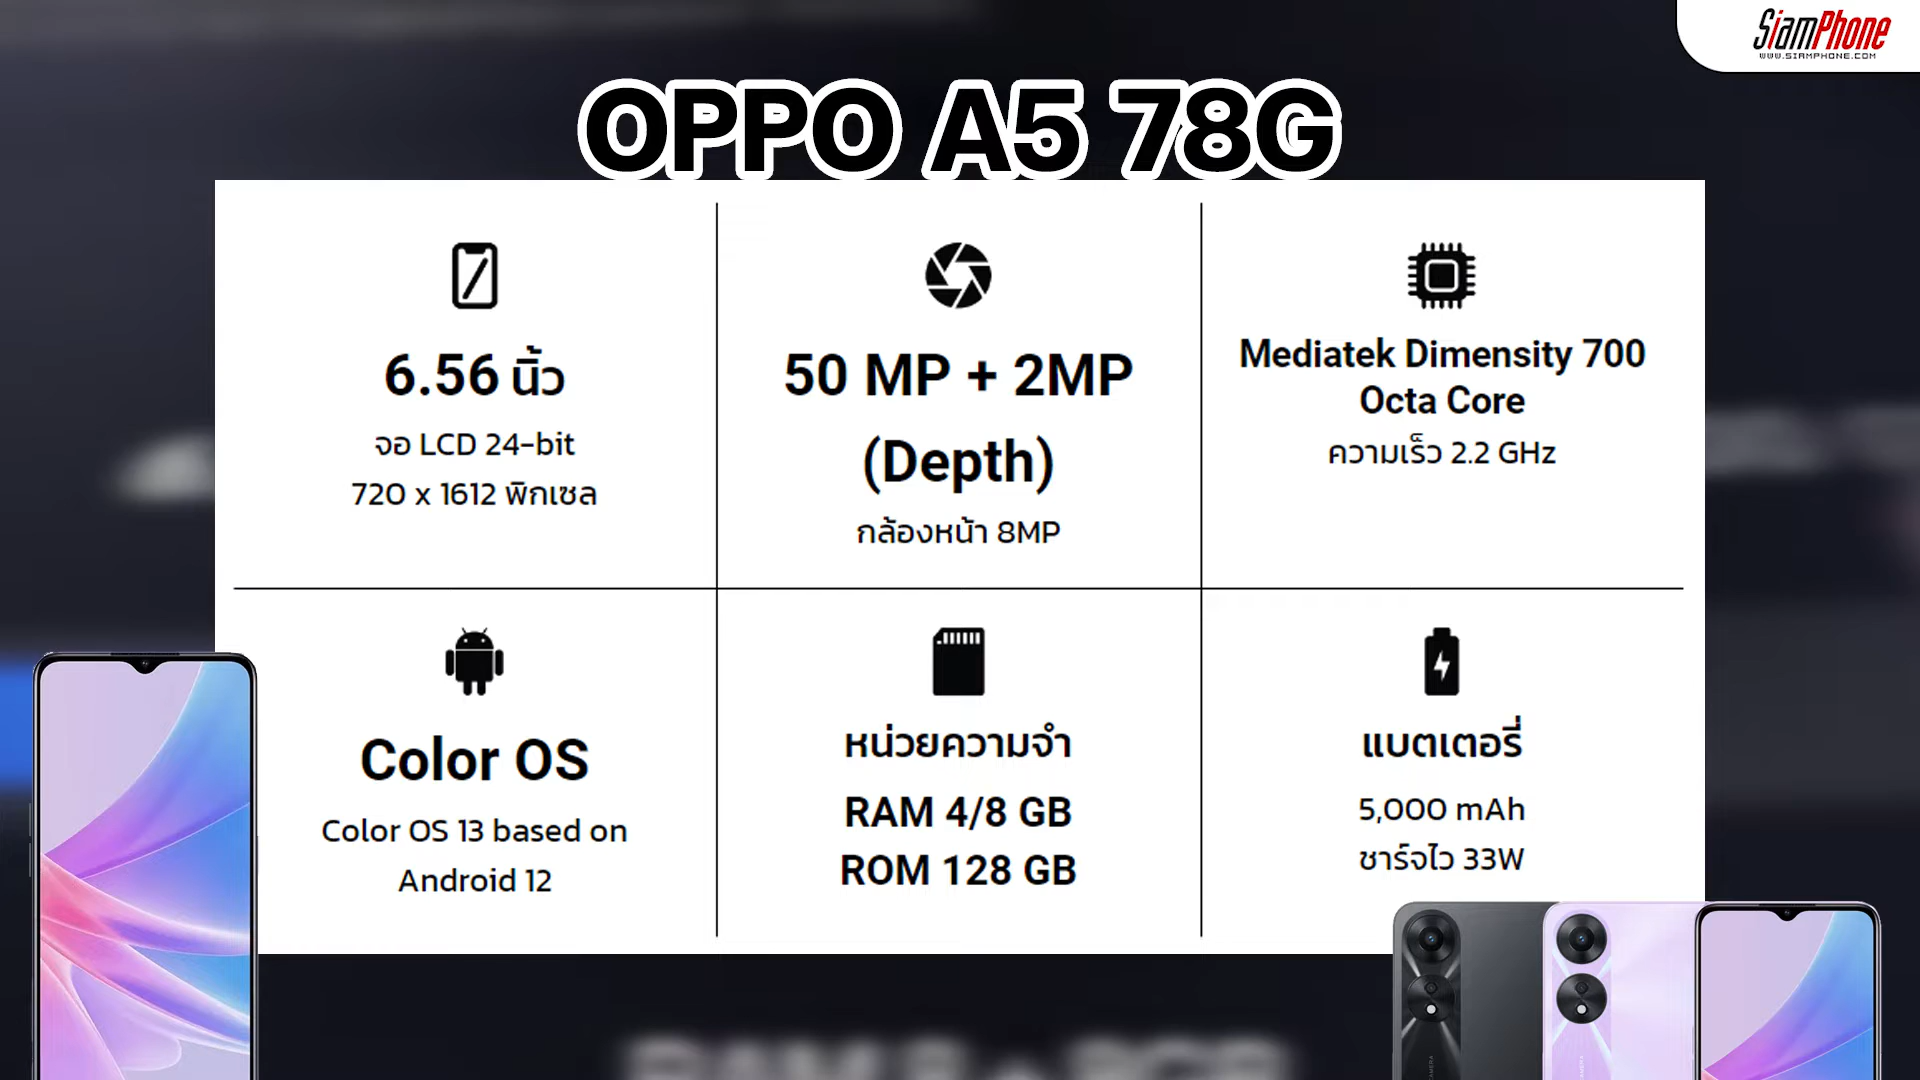 SiamPhone
WWW.SIAMPHONE.COM
OPPO A5 78G
6.56 นิ้ว
จอ LCD 24-bit
720 x 1612 พิกเซล
50 MP + 2MP
(Depth)
กล้องหน้า 8MP
Mediatek Dimensity 700
Octa Core
ความเร็ว 2.2 GHz
Color OS
Color OS 13 based on
Android 12
หน่วยความจำ
RAM 4/8 GB
ROM 128 GB
แบตเตอรี่
5,000 mAh
ชาร์จไว 33W